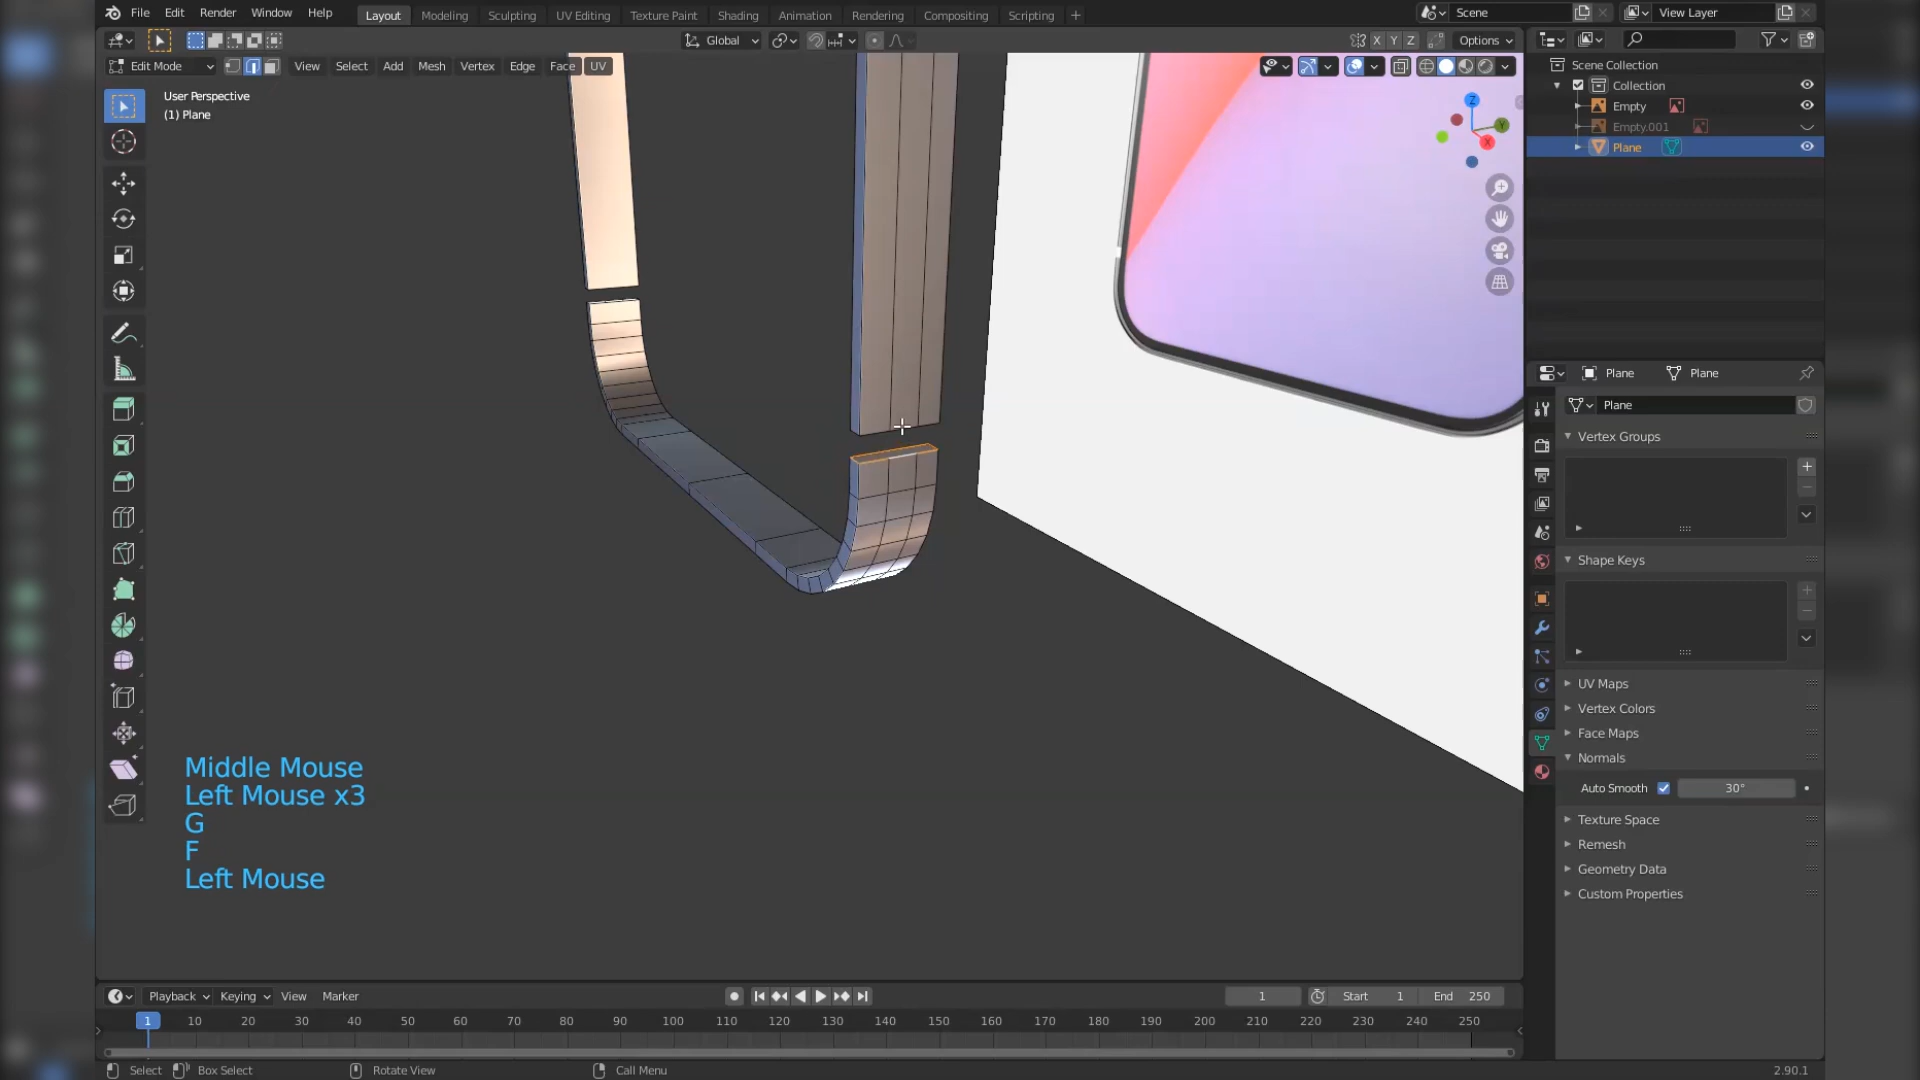 File Edit Render Window Help Layout Modeling Sculpting UV Editing Texture Paint Shading Animation Rendering Compositing Scripting + Scene View Layer
Global X Y Z Options
Edit Mode View Select Add Mesh Vertex Edge Face UV
User Perspective
(1) Plane
Z
Y
X
Scene Collection
Collection
Empty
Empty.001
Plane
Plane Plane
Plane
Vertex Groups
Shape Keys
UV Maps
Vertex Colors
Face Maps
Normals
Auto Smooth 30°
Texture Space
Remesh
Geometry Data
Custom Properties
Middle Mouse
Left Mouse x3
G
F
Left Mouse
Playback Keying View Marker 1 Start 1 End 250
1 10 20 30 40 50 60 70 80 90 100 110 120 130 140 150 160 170 180 190 200 210 220 230 240 250
Select Box Select Rotate View Call Menu 2.90.1